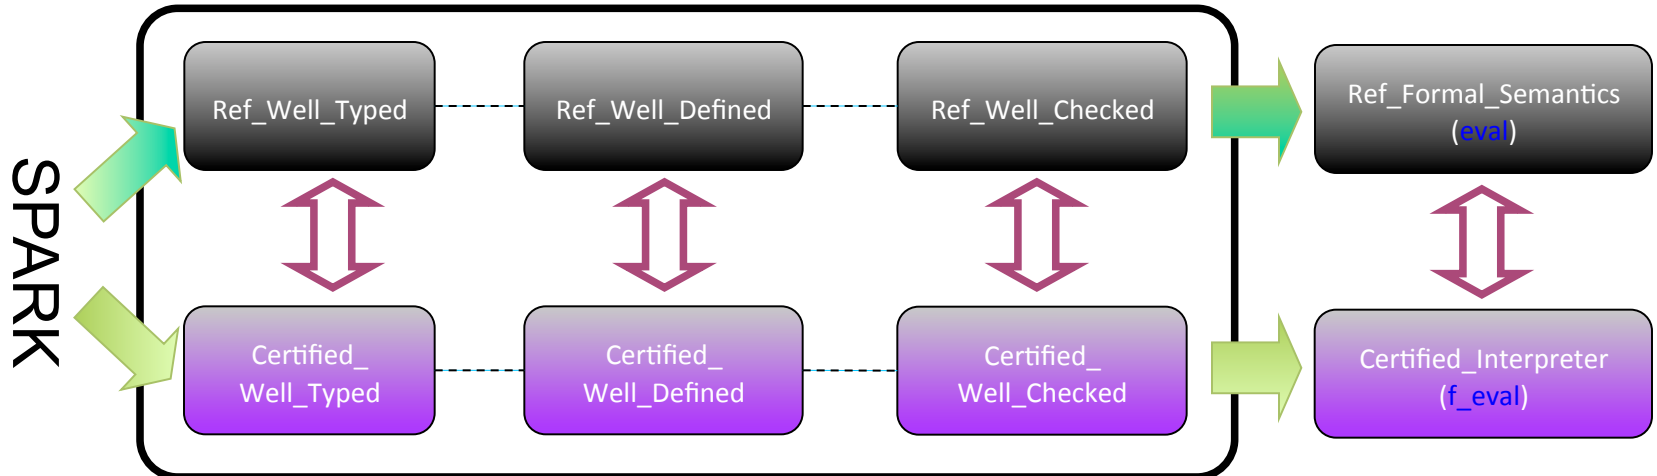 SPARK
Ref_Well_Typed
Ref_Well_Defined
Ref_Well_Checked
Ref_Formal_Semantics
(eval)
Certified_
Well_Typed
Certified_
Well_Defined
Certified_
Well_Checked
Certified_Interpreter
(f_eval)